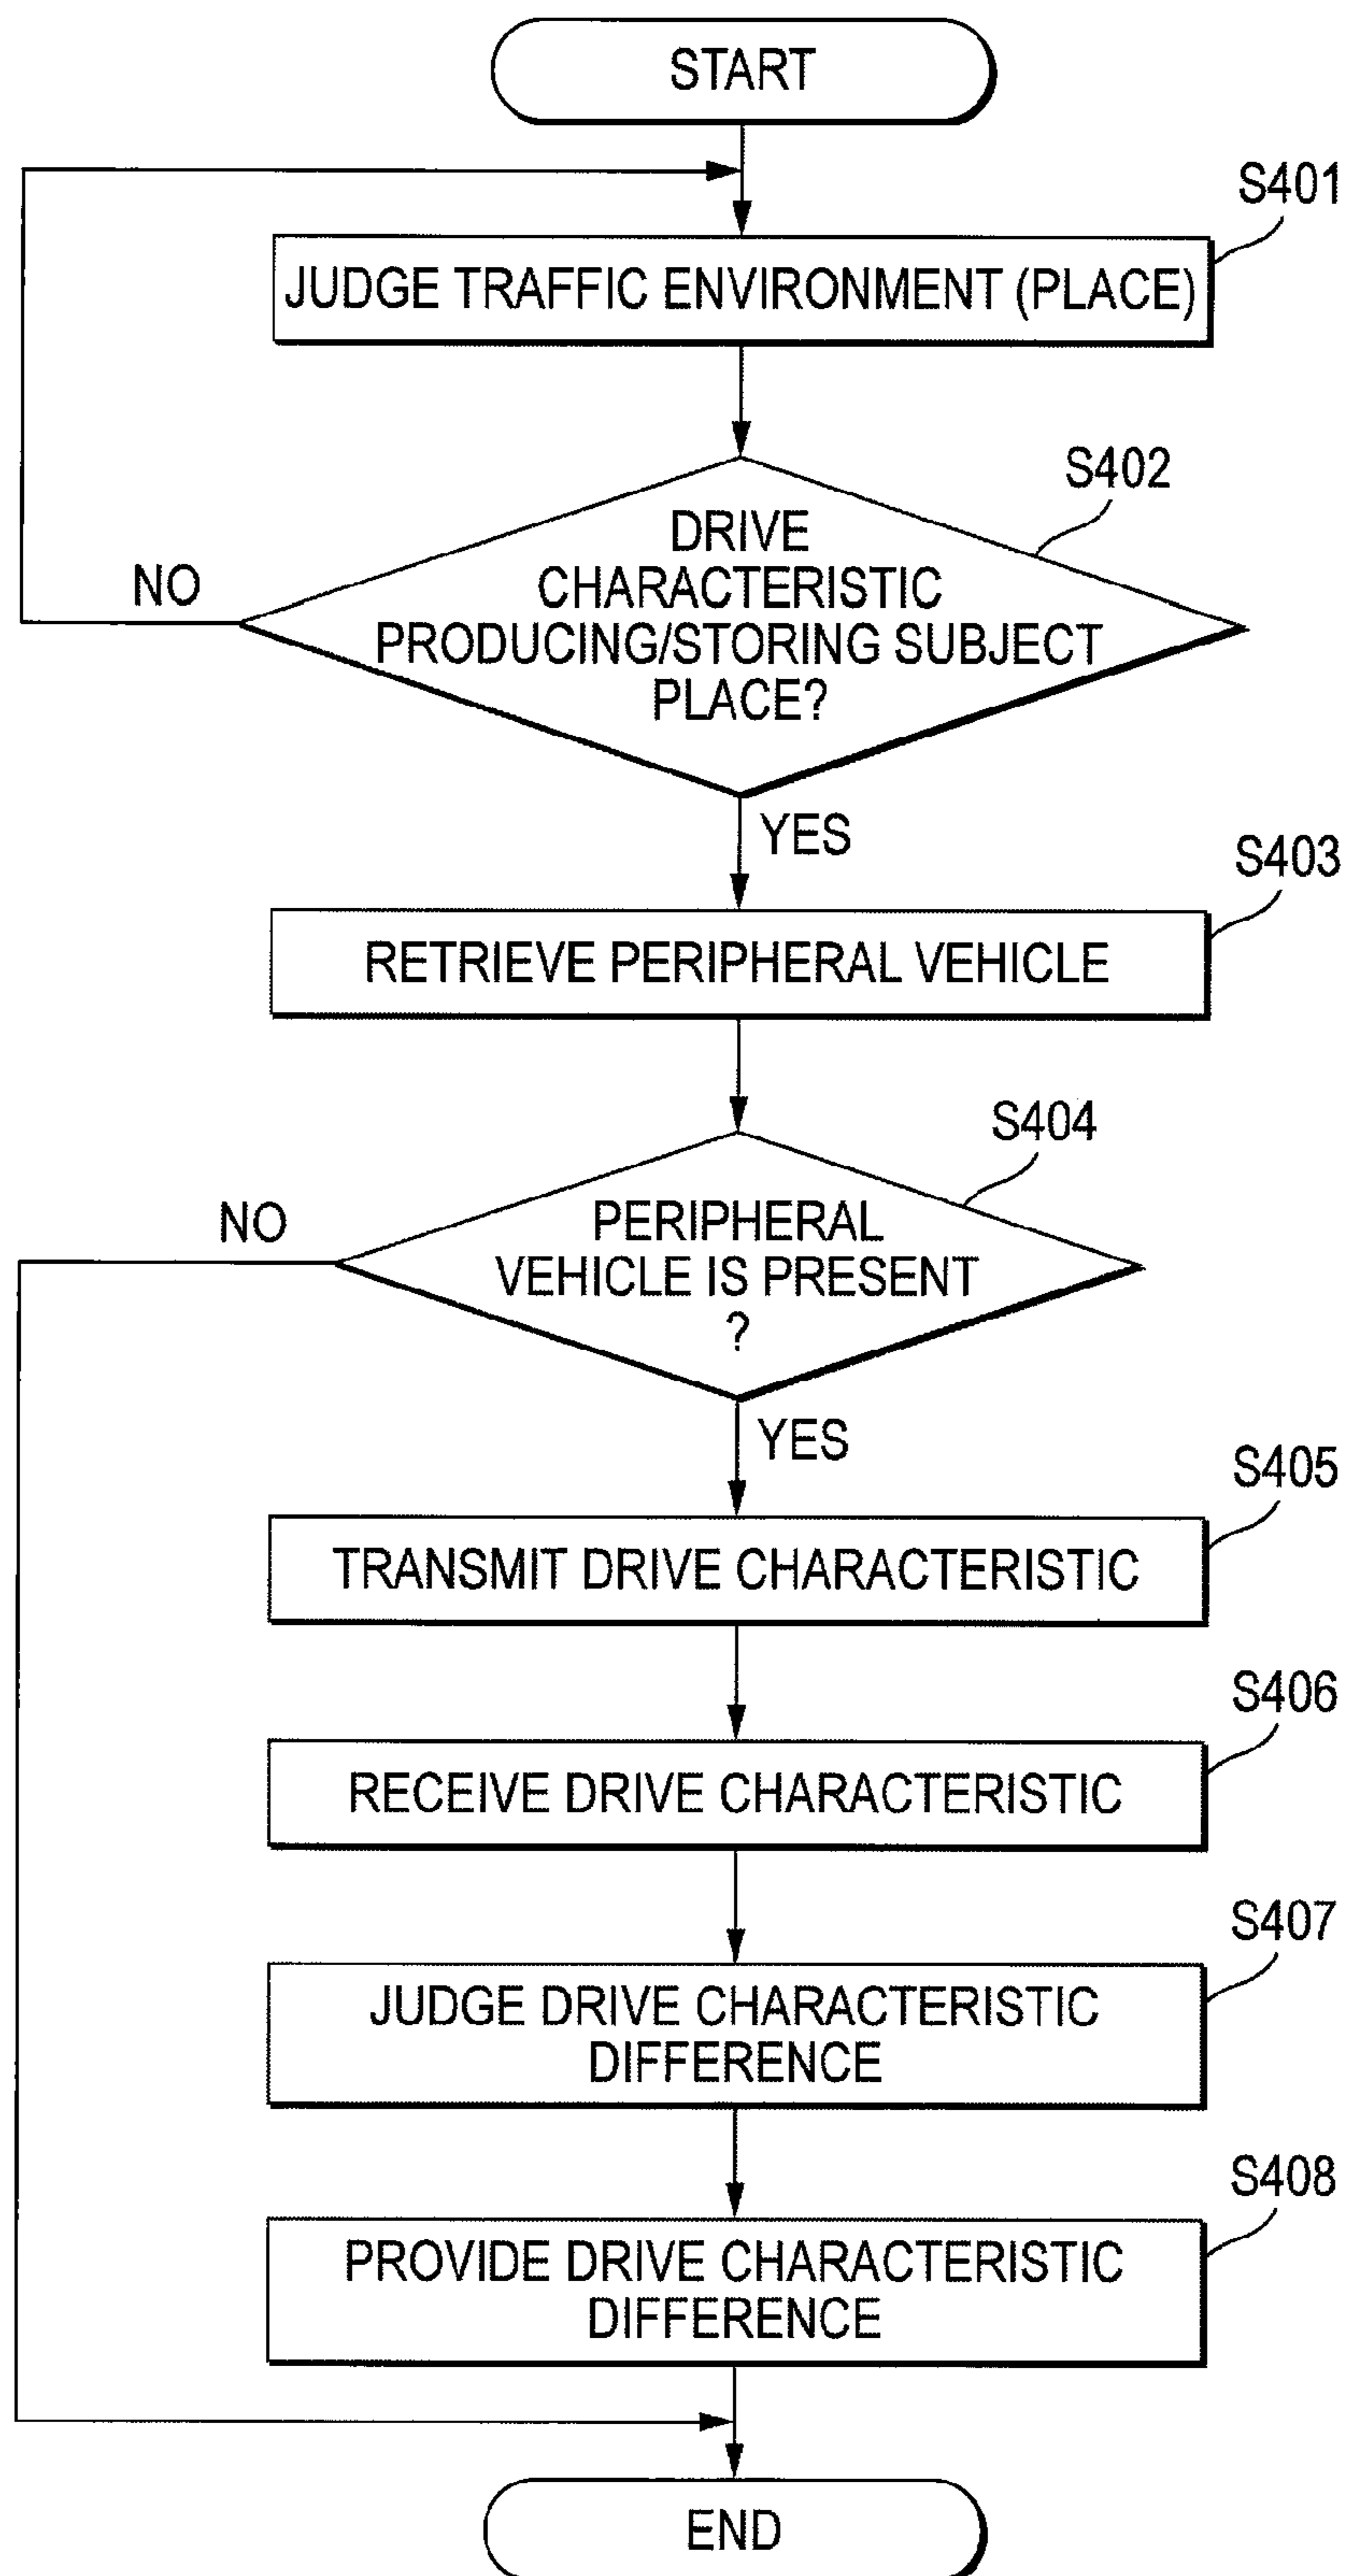 START
S401
JUDGE TRAFFIC ENVIRONMENT (PLACE)
S402
DRIVE
CHARACTERISTIC
PRODUCING/STORING SUBJECT
PLACE?
NO
YES
S403
RETRIEVE PERIPHERAL VEHICLE
S404
PERIPHERAL
VEHICLE IS PRESENT
?
NO
YES
S405
TRANSMIT DRIVE CHARACTERISTIC
S406
RECEIVE DRIVE CHARACTERISTIC
S407
JUDGE DRIVE CHARACTERISTIC
DIFFERENCE
S408
PROVIDE DRIVE CHARACTERISTIC
DIFFERENCE
END